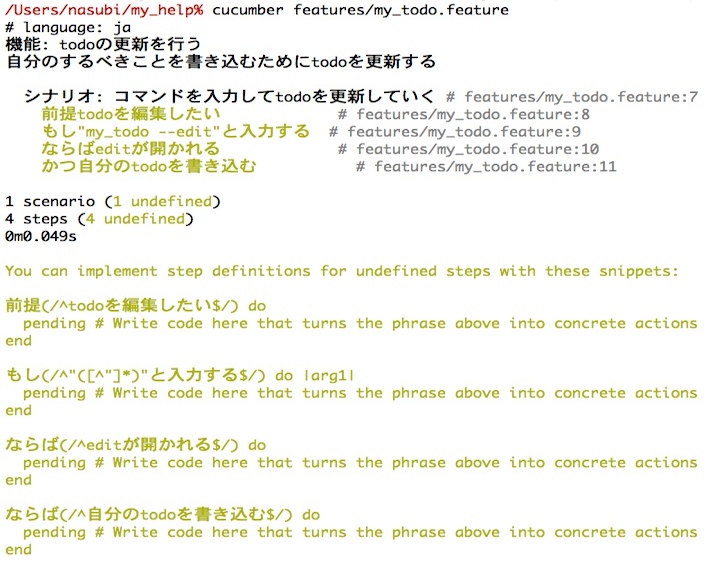 /Users/nasubi/my_help% cucumber features/my_todo.feature
# language: ja
機能: todoの更新を行う
自分のするべきことを書き込むためにtodoを更新する
シナリオ: コマンドを入力してtodoを更新していく # features/my_todo.feature:7
前提todoを編集したい # features/my_todo.feature:8
もし"my_todo --edit"と入力する # features/my_todo.feature:9
ならばeditが開かれる # features/my_todo.feature:10
かつ自分のtodoを書き込む # features/my_todo.feature:11
1 scenario (1 undefined)
4 steps (4 undefined)
0m0.049s
You can implement step definitions for undefined steps with these snippets:
前提(/^todoを編集したい$/) do
pending # Write code here that turns the phrase above into concrete actions
end
もし(/^"([^"]*)"と入力する$/) do |arg1|
pending # Write code here that turns the phrase above into concrete actions
end
ならば(/^editが開かれる$/) do
pending # Write code here that turns the phrase above into concrete actions
end
ならば(/^自分のtodoを書き込む$/) do
pending # Write code here that turns the phrase above into concrete actions
end